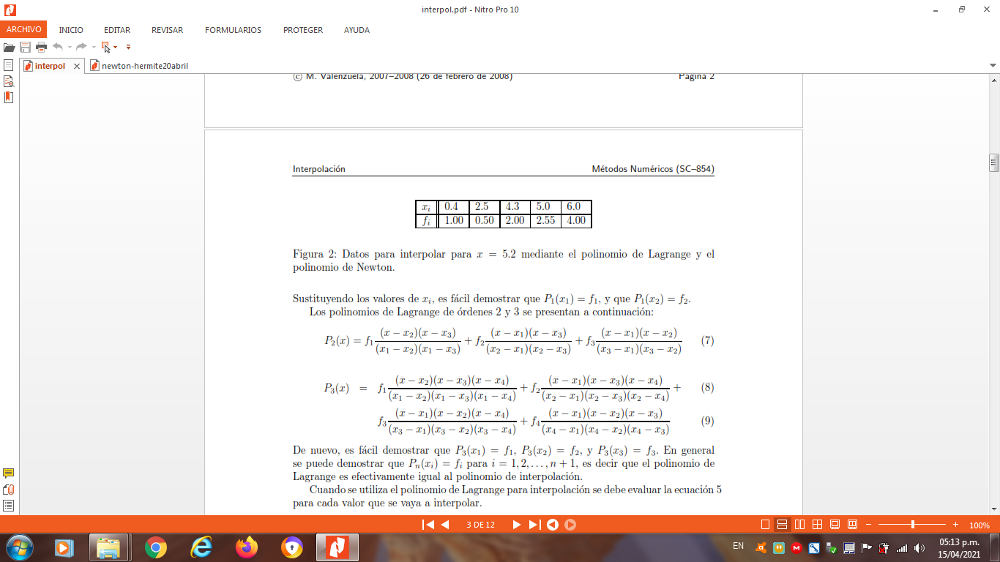 interpol.pdf - Nitro Pro 10
ARCHIVO INICIO EDITAR REVISAR FORMULARIOS PROTEGER AYUDA
interpol newton-hermite20abril
© M. Valenzuela, 2007–2008 (26 de febrero de 2008) Página 2
Interpolación Métodos Numéricos (SC–854)
x_i 0.4 2.5 4.3 5.0 6.0
f_i 1.00 0.50 2.00 2.55 4.00
Figura 2: Datos para interpolar para x = 5.2 mediante el polinomio de Lagrange y el
polinomio de Newton.
Sustituyendo los valores de x_i, es fácil demostrar que P_1(x_1) = f_1, y que P_1(x_2) = f_2.
Los polinomios de Lagrange de órdenes 2 y 3 se presentan a continuación:
P_2(x) = f_1 (x − x_2)(x − x_3)/(x_1 − x_2)(x_1 − x_3) + f_2 (x − x_1)(x − x_3)/(x_2 − x_1)(x_2 − x_3) + f_3 (x − x_1)(x − x_2)/(x_3 − x_1)(x_3 − x_2) (7)
P_3(x) = f_1 (x − x_2)(x − x_3)(x − x_4)/(x_1 − x_2)(x_1 − x_3)(x_1 − x_4) + f_2 (x − x_1)(x − x_3)(x − x_4)/(x_2 − x_1)(x_2 − x_3)(x_2 − x_4) + (8)
f_3 (x − x_1)(x − x_2)(x − x_4)/(x_3 − x_1)(x_3 − x_2)(x_3 − x_4) + f_4 (x − x_1)(x − x_2)(x − x_3)/(x_4 − x_1)(x_4 − x_2)(x_4 − x_3) (9)
De nuevo, es fácil demostrar que P_3(x_1) = f_1, P_3(x_2) = f_2, y P_3(x_3) = f_3. En general
se puede demostrar que P_n(x_i) = f_i para i = 1, 2, . . . , n + 1, es decir que el polinomio de
Lagrange es efectivamente igual al polinomio de interpolación.
Cuando se utiliza el polinomio de Lagrange para interpolación se debe evaluar la ecuación 5
para cada valor que se vaya a interpolar.
3 DE 12 100%
EN 05:13 p.m.
15/04/2021